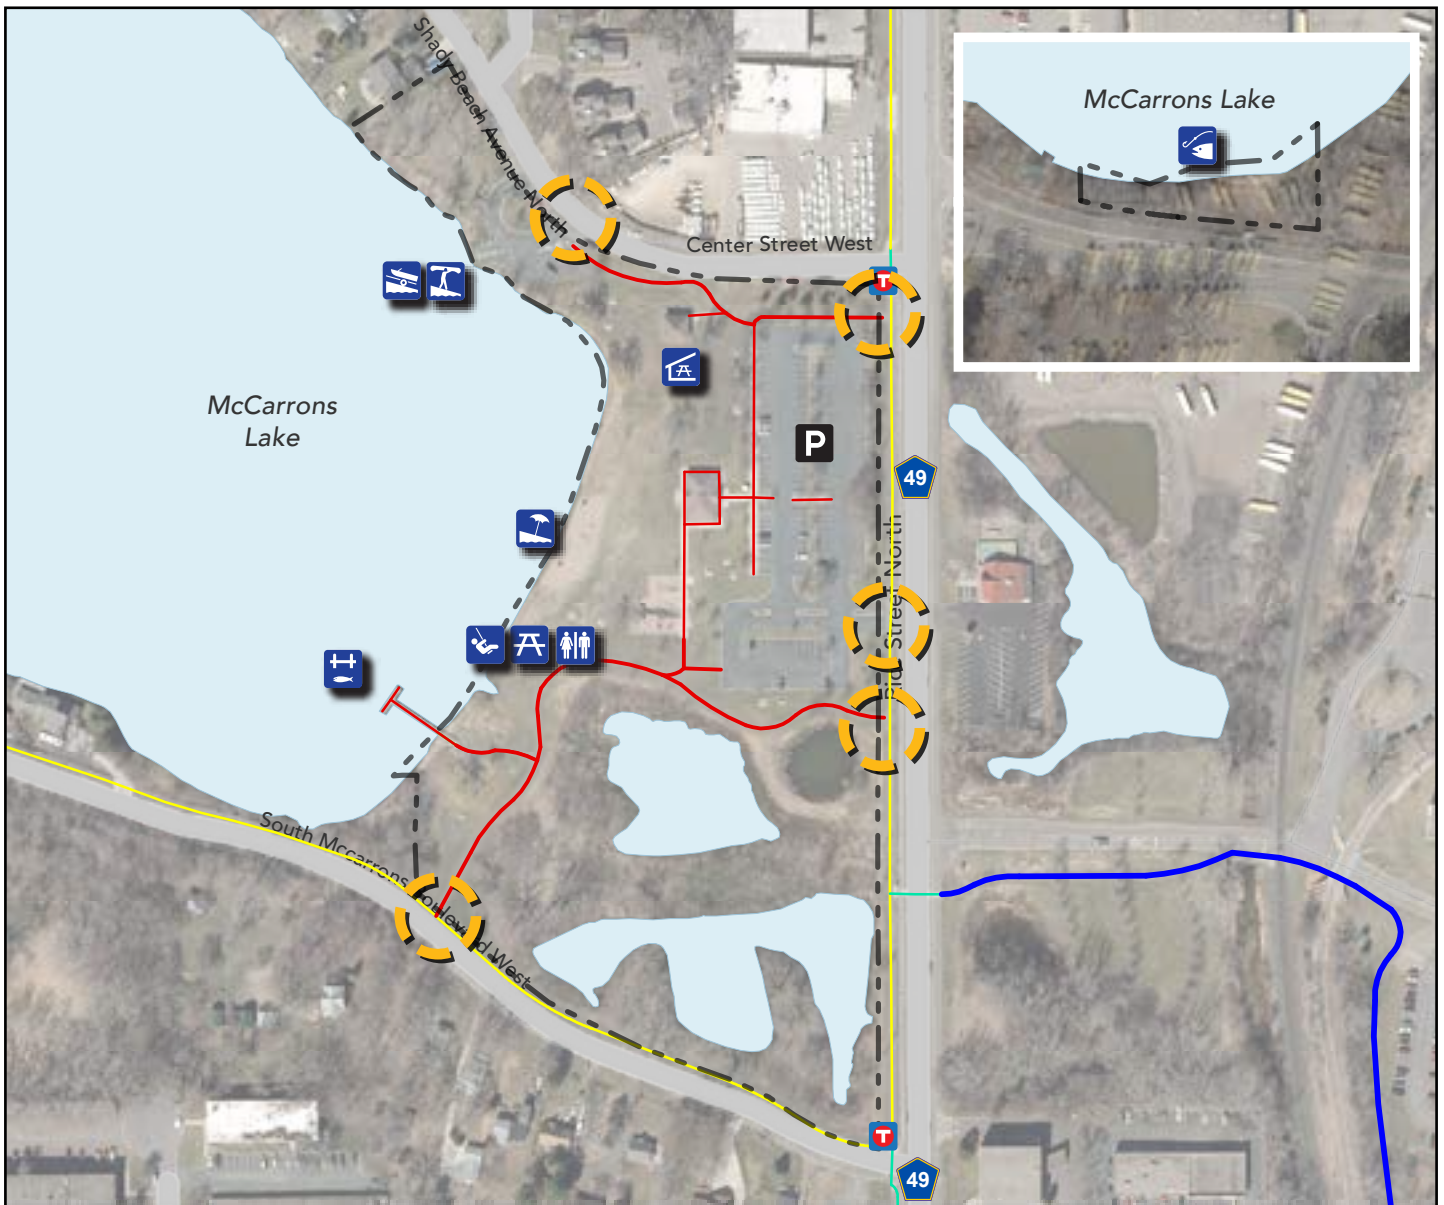 Shady Beach Avenue North
McCarrons Lake
Center Street West
T
McCarrons
Lake
P
49
Rice Street North
South Mccarrons Boulevard West
T
49